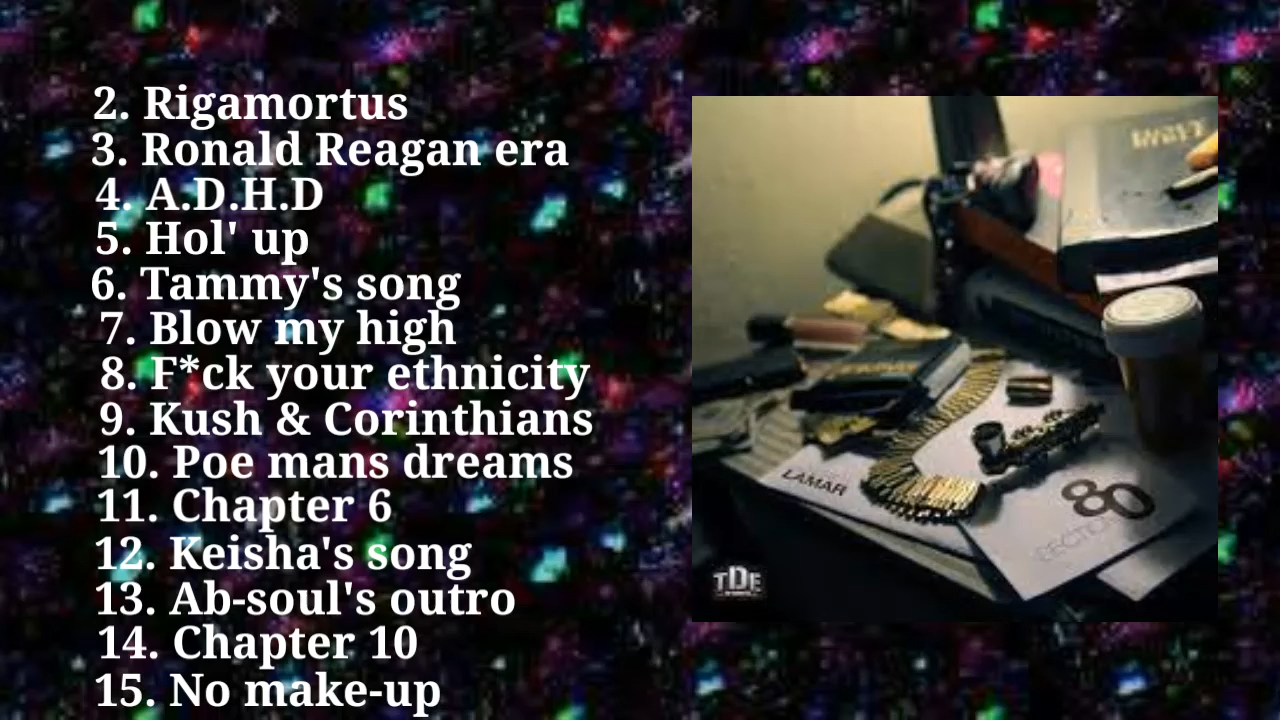 2. Rigamortus
3. Ronald Reagan era
4. A.D.H.D
5. Hol' up
6. Tammy's song
7. Blow my high
8. F*ck your ethnicity
9. Kush & Corinthians
10. Poe mans dreams
11. Chapter 6
12. Keisha's song
13. Ab-soul's outro
14. Chapter 10
15. No make-up
LAMAR
SECTION
80
TDE